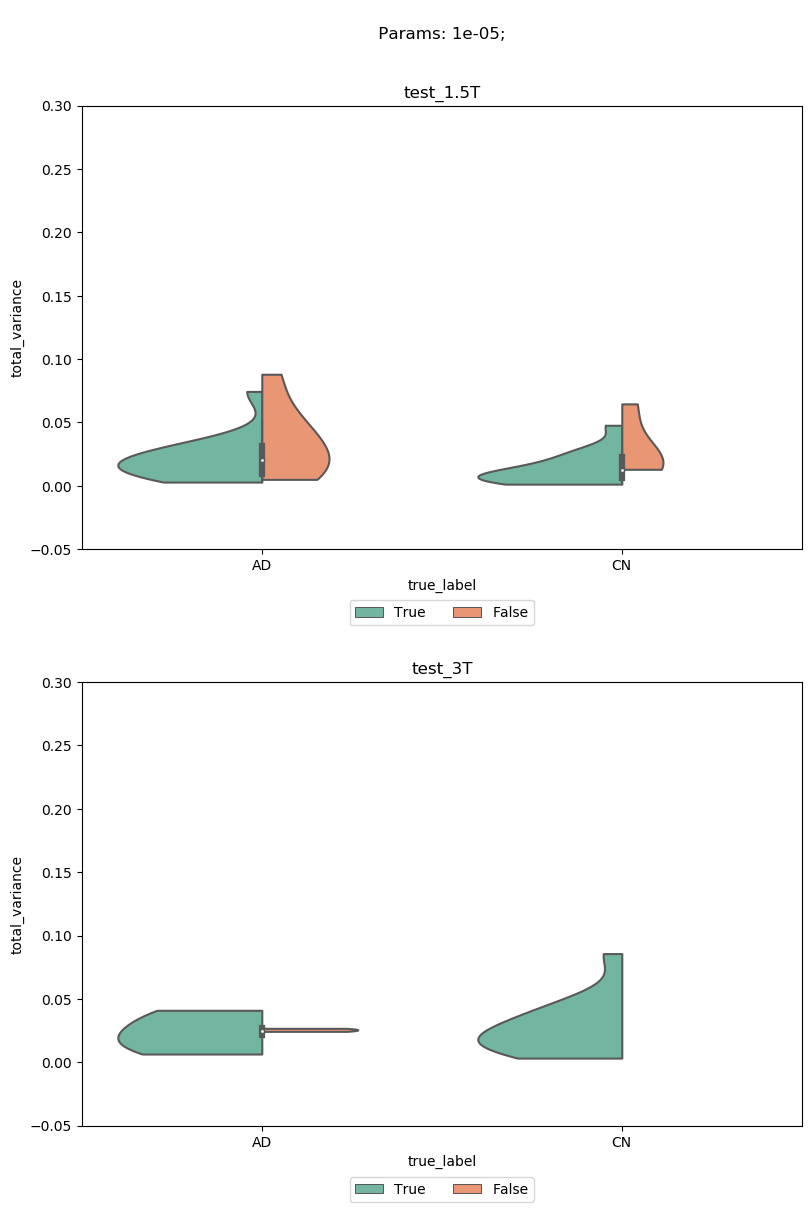 Params: 1e-05;
test_1.5T
0.30
0.25
0.20
0.15
0.10
0.05
0.00
−0.05
total_variance
AD CN
true_label
True False
test_3T
0.30
0.25
0.20
0.15
0.10
0.05
0.00
−0.05
total_variance
AD CN
true_label
True False